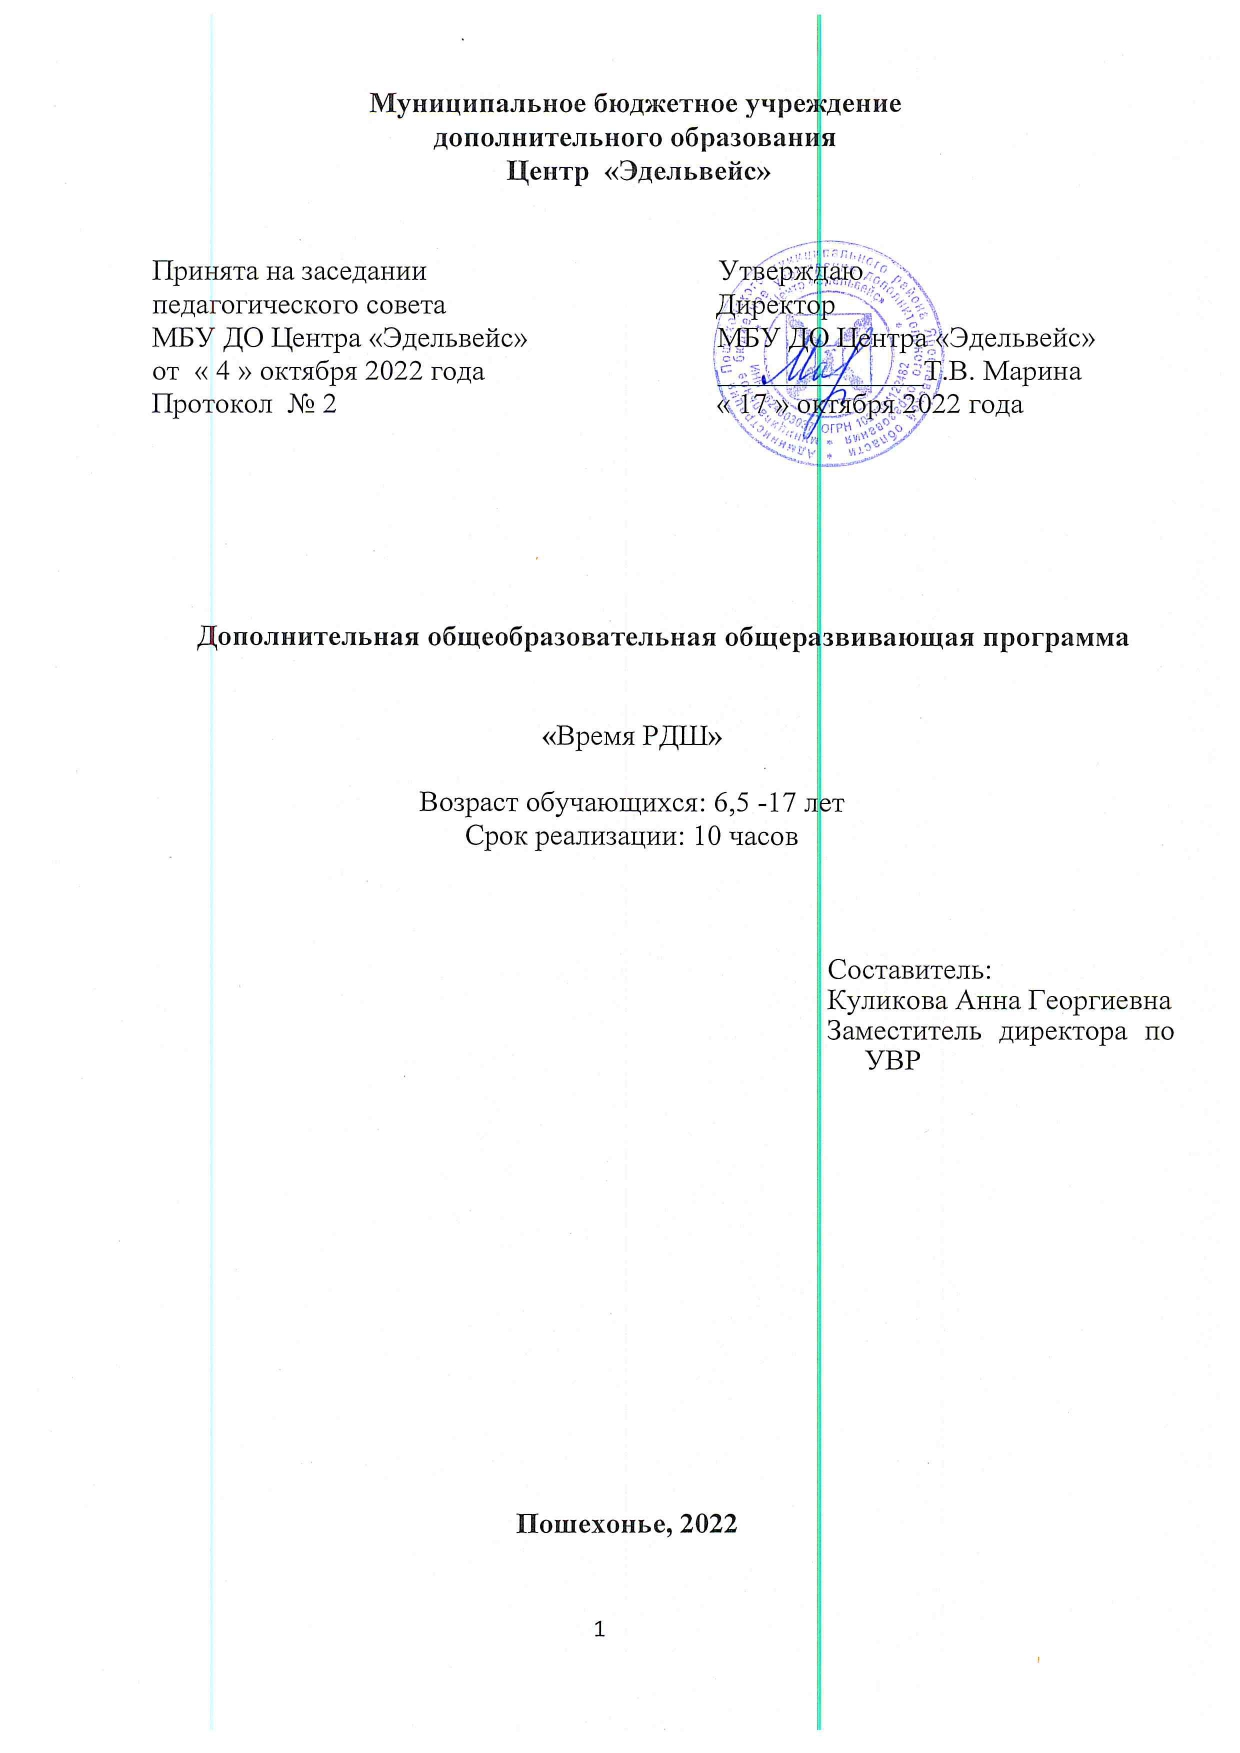 Муниципальное бюджетное учреждение
дополнительного образования
Центр «Эдельвейс»
Принята на заседании
педагогического совета
МБУ ДО Центра «Эдельвейс»
от « 4 » октября 2022 года
Протокол № 2
Утверждаю
Директор
МБУ ДО Центра «Эдельвейс»
______________Т.В. Марина
« 17 » октября 2022 года
Дополнительная общеобразовательная общеразвивающая программа
«Время РДШ»
Возраст обучающихся: 6,5 -17 лет
Срок реализации: 10 часов
Составитель:
Куликова Анна Георгиевна
Заместитель директора по
УВР
Пошехонье, 2022
1